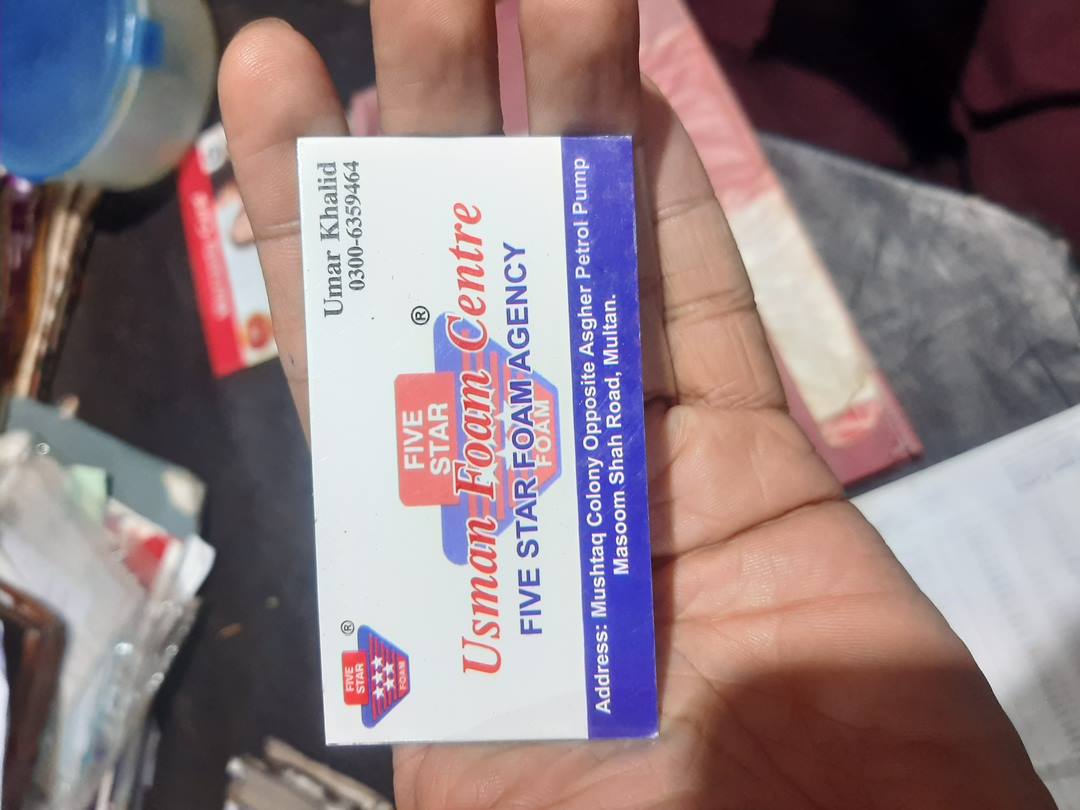 Umar Khalid
0300-6359464
FIVE
STAR
FOAM
®
FIVE
STAR
FOAM
®
Usman Foam Centre
FIVE STAR FOAM AGENCY
Address: Mushtaq Colony Opposite Asgher Petrol Pump
Masoom Shah Road, Multan.